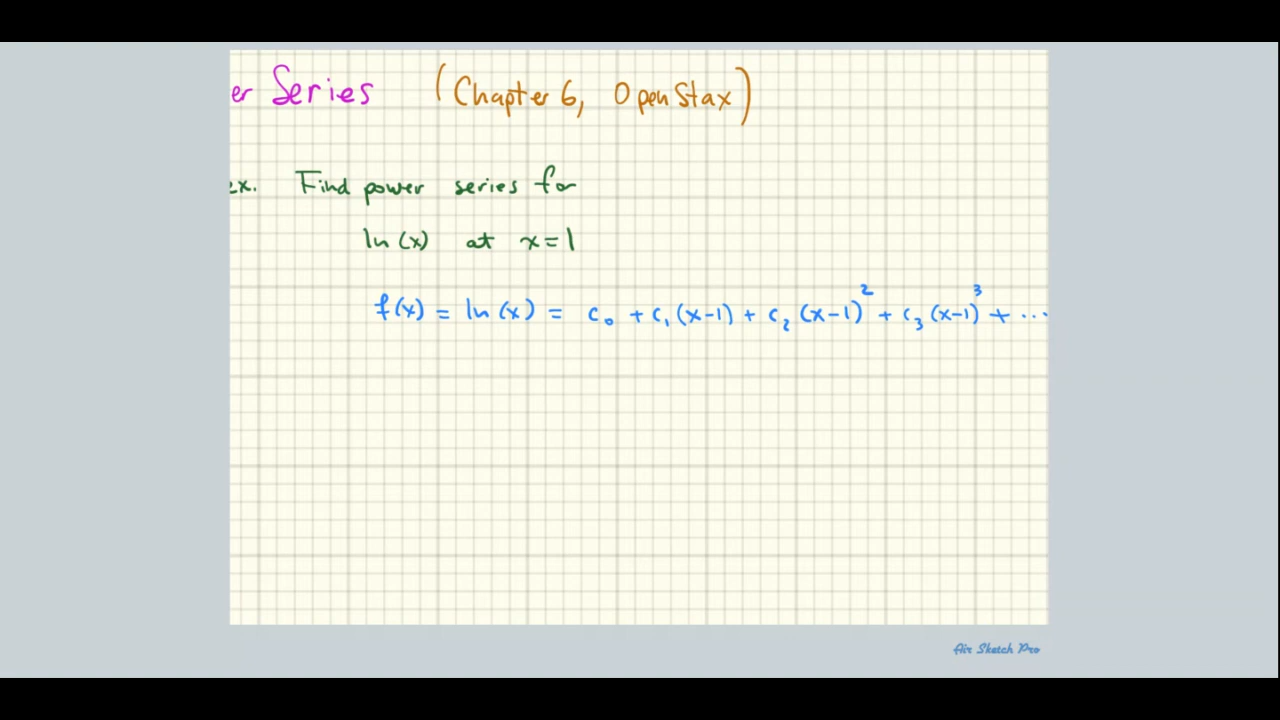 er Series (Chapter 6, OpenStax)
ex. Find power series for
ln(x) at x=1
f(x) = ln(x) = c₀ + c₁(x-1) + c₂(x-1)² + c₃(x-1)³ + ...
Air Sketch Pro